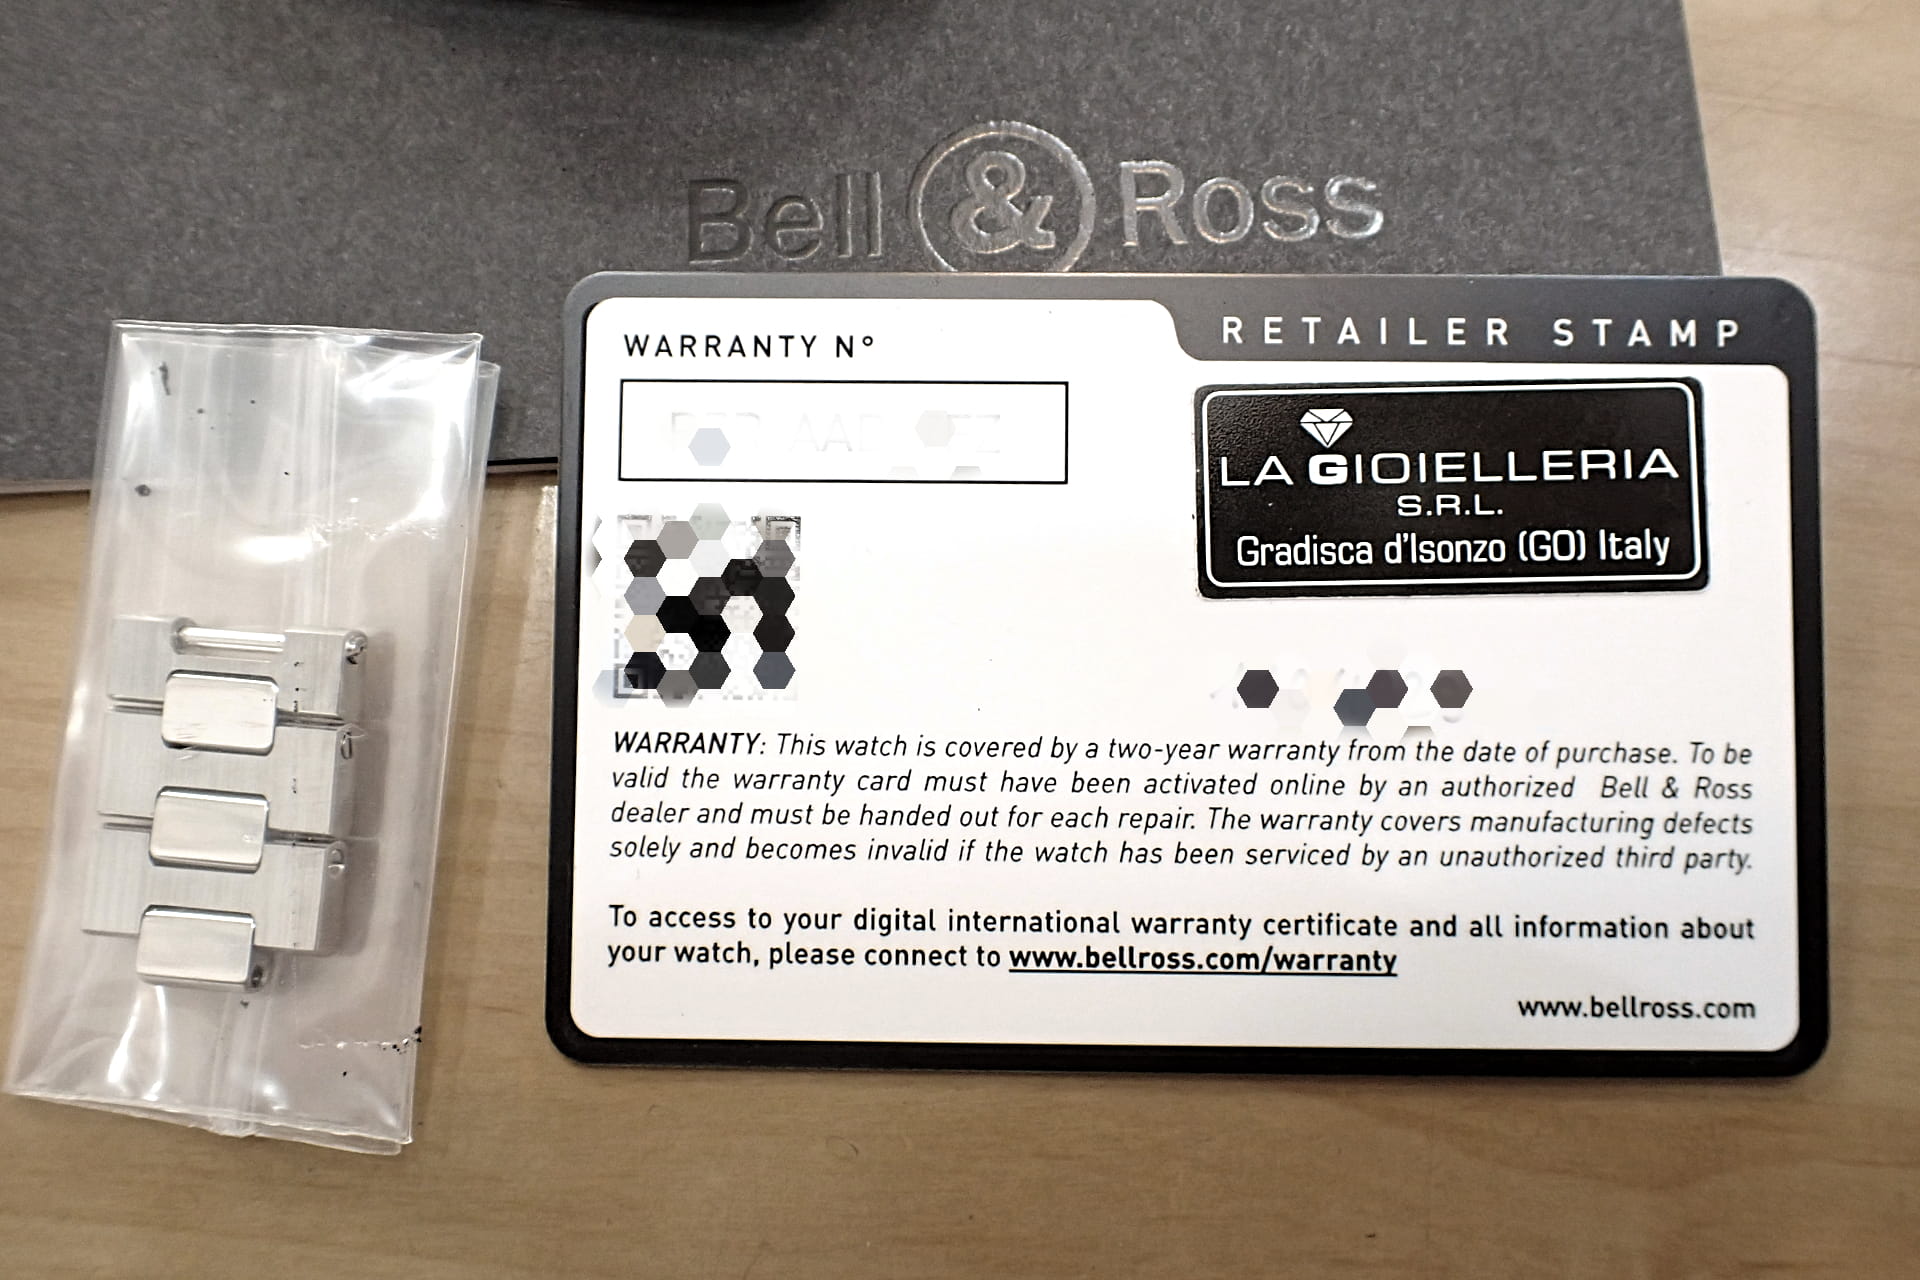 Bell & Ross
WARRANTY N°
RETAILER STAMP
LA GIOIELLERIA
S.R.L.
Gradisca d'Isonzo (GO) Italy
WARRANTY: This watch is covered by a two-year warranty from the date of purchase. To be
valid the warranty card must have been activated online by an authorized Bell & Ross
dealer and must be handed out for each repair. The warranty covers manufacturing defects
solely and becomes invalid if the watch has been serviced by an unauthorized third party.
To access to your digital international warranty certificate and all information about
your watch, please connect to www.bellross.com/warranty
www.bellross.com